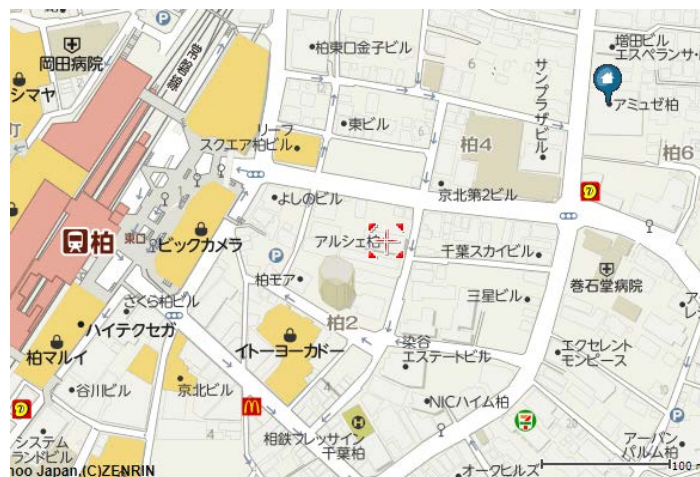 柏東口金子ビル
増田ビル
エスペランサ・
岡田病院
常磐線
シマヤ
町
サンプラザビル
アミュゼ柏
6
12
東ビル
リーフ
スクエア柏ビル
柏4
柏6
よしのビル
京北第2ビル
柏
東口
ビックカメラ
アルシェ柏
千葉スカイビル
巻石堂病院
柏モア
三星ビル
さくら柏ビル
柏2
ハイテクセガ
イトーヨーカドー
染谷
エステートビル
エクセレント
モンピース
柏マルイ
谷川ビル
京北ビル
4
NICハイム柏
4
相鉄フレッサイン
千葉柏
システム
ランドビル
アーバン
パルム柏
オークヒルズ
hoo Japan,(C)ZENRIN
100